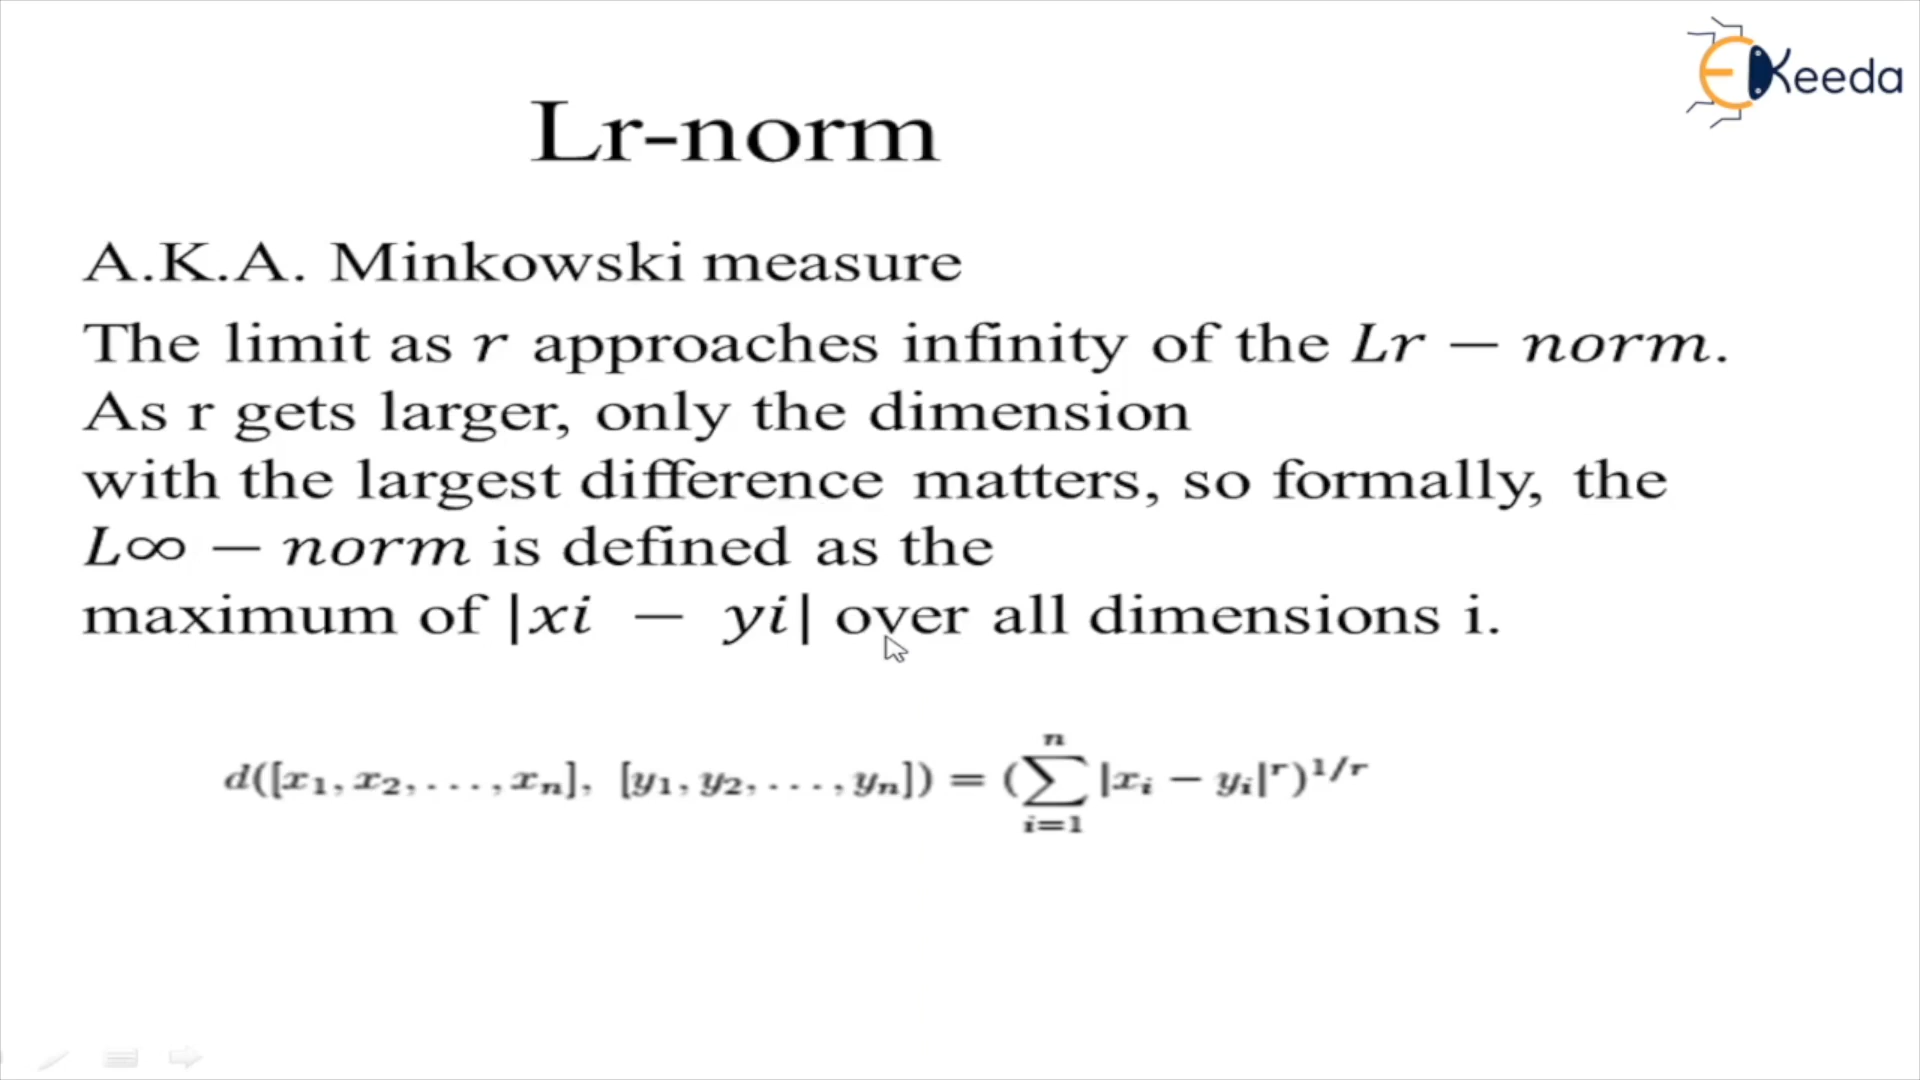 EKeeda
Lr-norm
A.K.A. Minkowski measure
The limit as r approaches infinity of the Lr − norm.
As r gets larger, only the dimension
with the largest difference matters, so formally, the
L∞ − norm is defined as the
maximum of |xi − yi| over all dimensions i.
d([x₁, x₂, . . . , xₙ], [y₁, y₂, . . . , yₙ]) = (∑ⁿᵢ₌₁ |xᵢ − yᵢ|ʳ)¹/ʳ